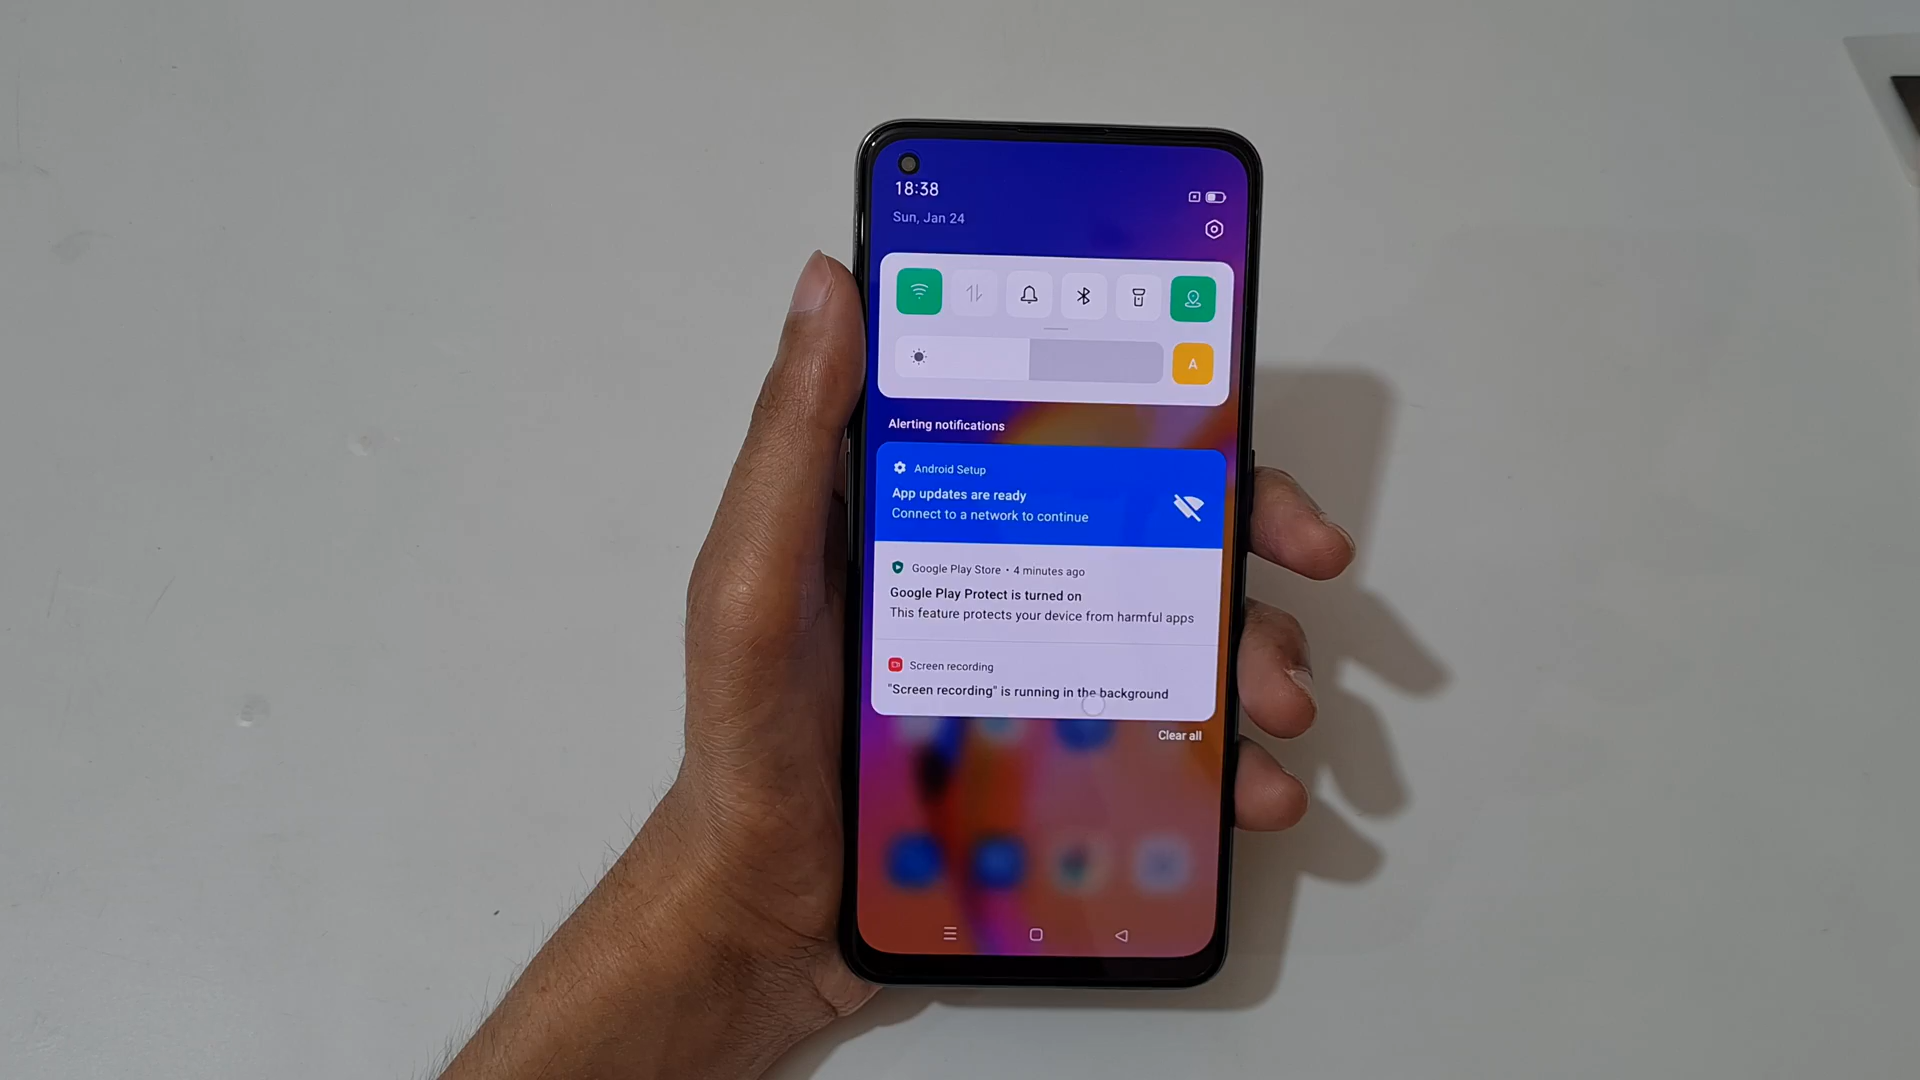 18:38
Sun, Jan 24
A
Alerting notifications
Android Setup
App updates are ready
Connect to a network to continue
Google Play Store • 4 minutes ago
Google Play Protect is turned on
This feature protects your device from harmful apps
Screen recording
"Screen recording" is running in the background
Clear all